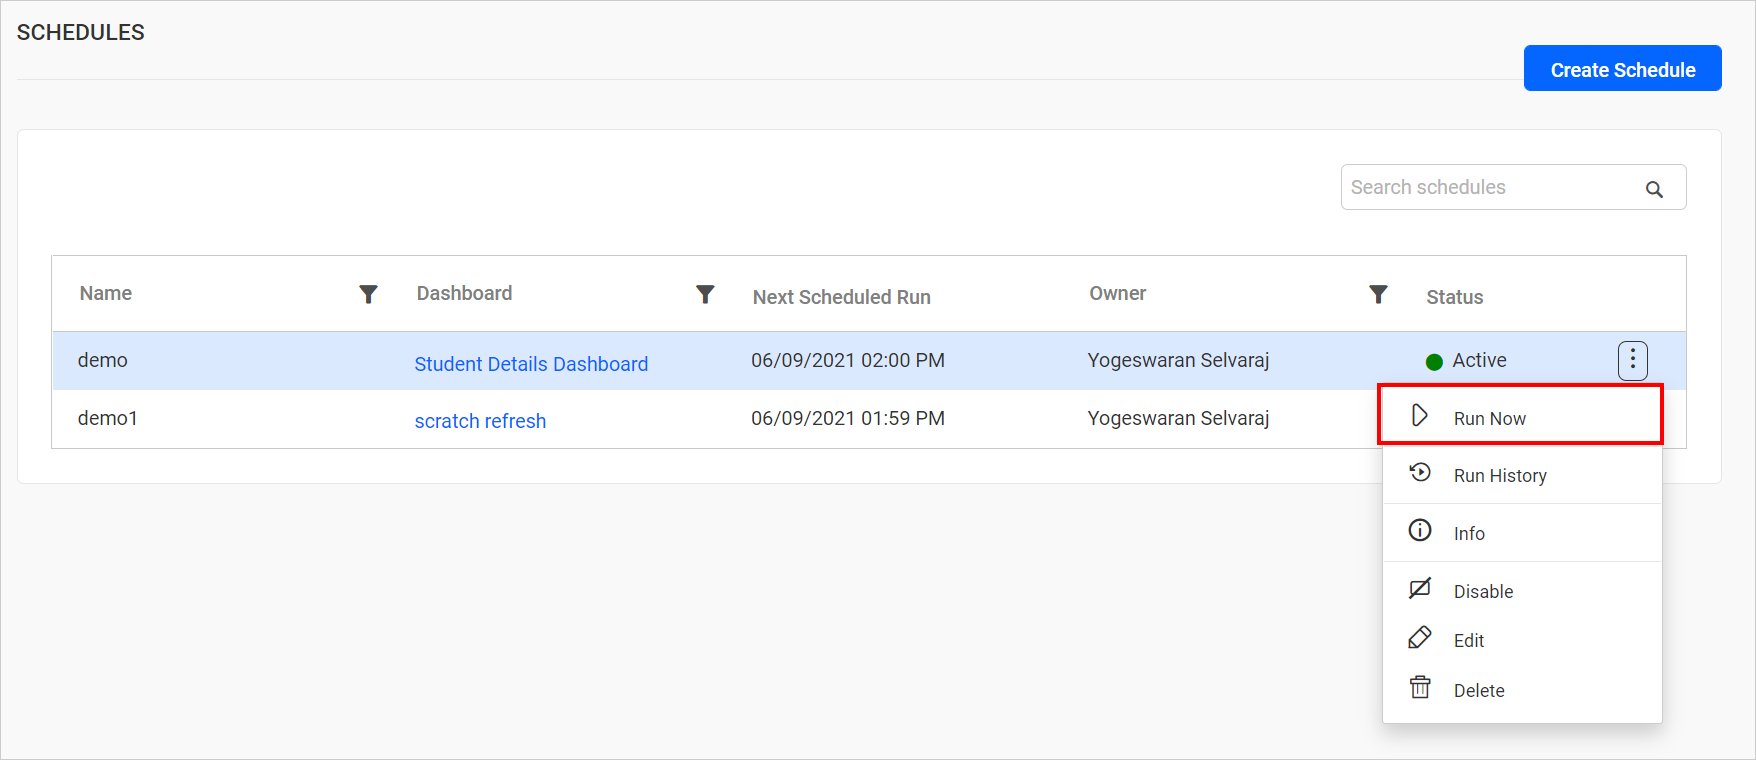 SCHEDULES
Create Schedule
Search schedules
Name Dashboard Next Scheduled Run Owner Status
demo Student Details Dashboard 06/09/2021 02:00 PM Yogeswaran Selvaraj Active
demo1 scratch refresh 06/09/2021 01:59 PM Yogeswaran Selvaraj
Run Now
Run History
Info
Disable
Edit
Delete